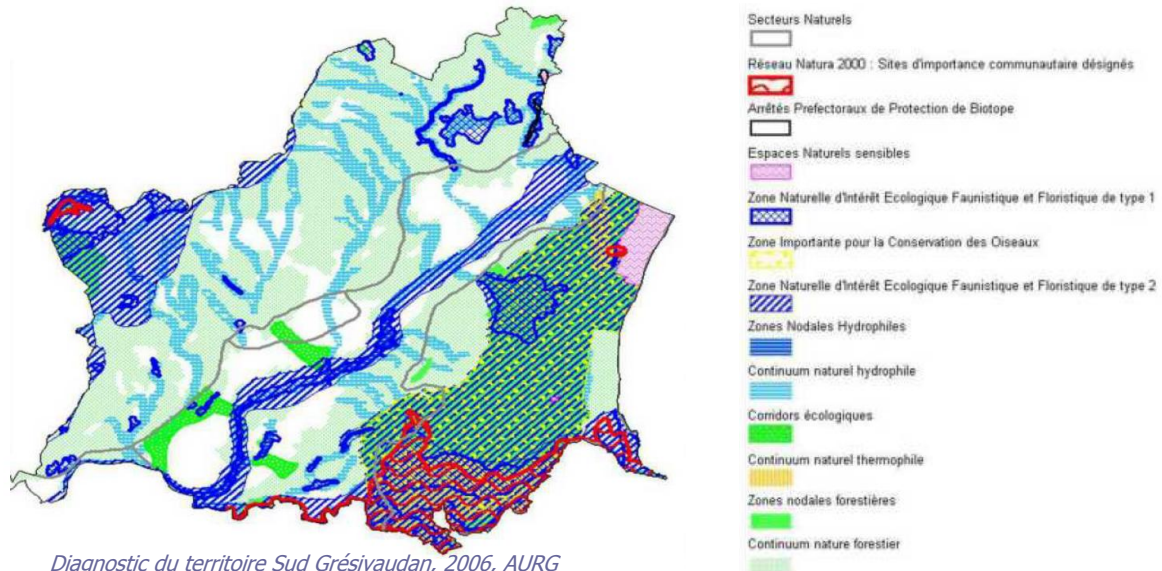 Secteurs Naturels
Réseau Natura 2000 : Sites d'importance communautaire désignés
Arrêtés Prefectoraux de Protection de Biotope
Espaces Naturels sensibles
Zone Naturelle d'Intérêt Ecologique Faunistique et Floristique de type 1
Zone Importante pour la Conservation des Oiseaux
Zone Naturelle d'Intérêt Ecologique Faunistique et Floristique de type 2
Zones Nodales Hydrophiles
Continuum naturel hydrophile
Corridors écologiques
Continuum naturel thermophile
Zones nodales forestières
Continuum nature forestier
Diagnostic du territoire Sud Grésivaudan, 2006, AURG